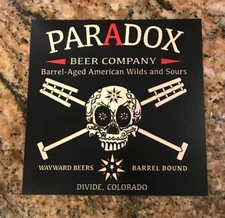 PARADOX
BEER COMPANY
Barrel-Aged American Wilds and Sours
WAYWARD BEERS
BARREL BOUND
DIVIDE, COLORADO